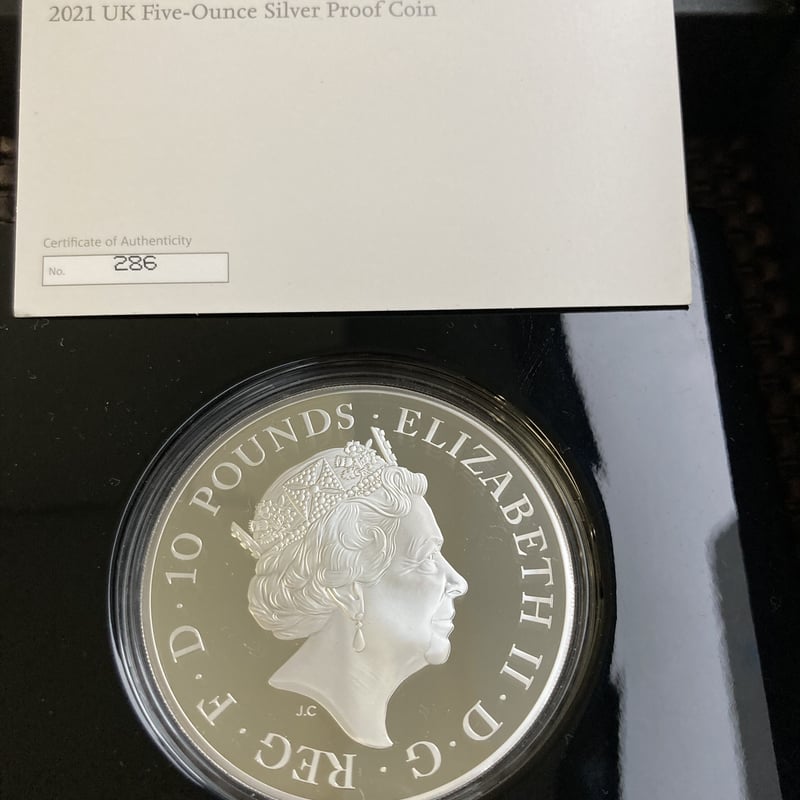 2021 UK Five-Ounce Silver Proof Coin
Certificate of Authenticity
No. 286
ELIZABETH II · D · G · REG · F · D · 10 POUNDS ·
J.C